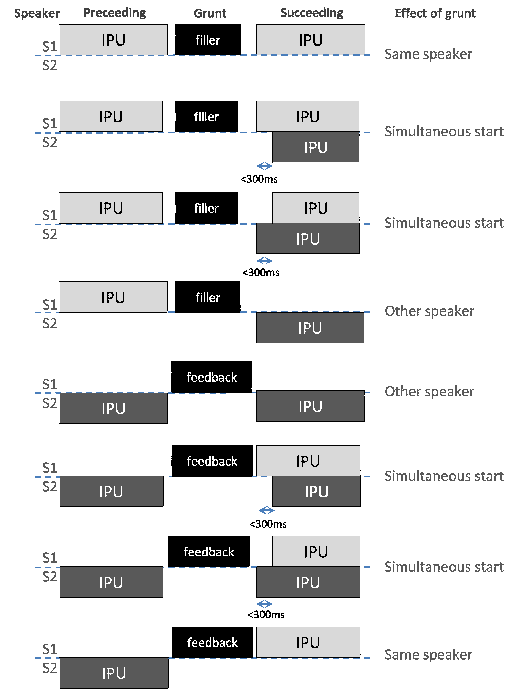 Speaker Preceeding Grunt Succeeding Effect of grunt
S1 IPU filler IPU
S2 Same speaker
S1 IPU filler IPU
S2 IPU Simultaneous start
<300ms
S1 IPU filler IPU
S2 IPU Simultaneous start
<300ms
S1 IPU filler
S2 IPU Other speaker
S1 feedback
S2 IPU IPU Other speaker
S1 feedback IPU
S2 IPU IPU Simultaneous start
<300ms
S1 feedback IPU
S2 IPU IPU Simultaneous start
<300ms
S1 feedback IPU
S2 IPU Same speaker